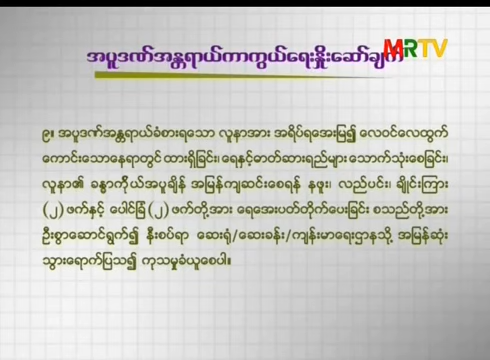 အပူဒဏ်အန္တရာယ်ကာကွယ်ရေးနှိုးဆော်ချက်
MRTV
၉။ အပူဒဏ်အန္တရာယ်ခံစားရသော လူနာအား အရိပ်ရအေးမြ၍ လေဝင်လေထွက်
ကောင်းသောနေရာတွင် ထားရှိခြင်း၊ ရေနှင့်ဓာတ်ဆားရည်များ သောက်သုံးစေခြင်း၊
လူနာ၏ ခန္ဓာကိုယ်အပူချိန် အမြန်ကျဆင်းစေရန် နဖူး၊ လည်ပင်း၊ ချိုင်းကြား
(၂)ဖက်နှင့် ပေါင်ခြံ(၂)ဖက်တို့အား ရေအေးပတ်တိုက်ပေးခြင်း စသည်တို့အား
ဦးစွာဆောင်ရွက်၍ နီးစပ်ရာ ဆေးရုံ/ဆေးခန်း/ကျန်းမာရေးဌာနသို့ အမြန်ဆုံး
သွားရောက်ပြသ၍ ကုသမှုခံယူစေပါ။